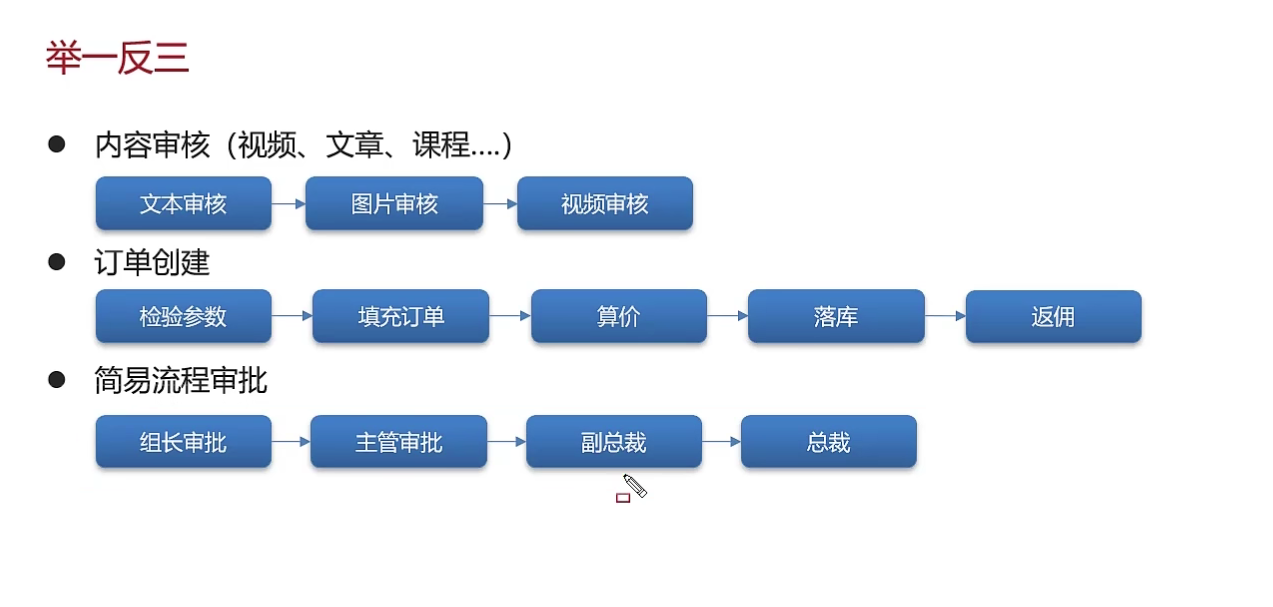 举一反三
内容审核（视频、文章、课程....）
文本审核 图片审核 视频审核
订单创建
检验参数 填充订单 算价 落库 返佣
简易流程审批
组长审批 主管审批 副总裁 总裁